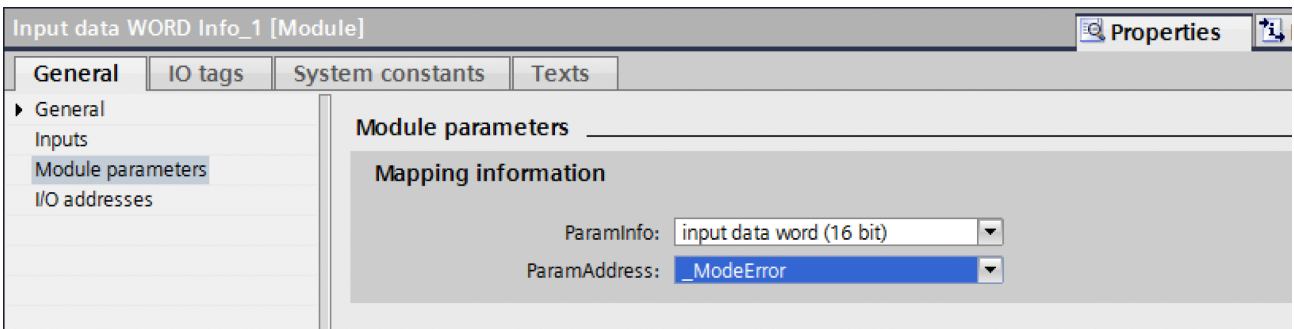 Input data WORD Info_1 [Module]
Properties
General IO tags System constants Texts
General
Inputs
Module parameters
I/O addresses
Module parameters
Mapping information
ParamInfo: input data word (16 bit)
ParamAddress: _ModeError